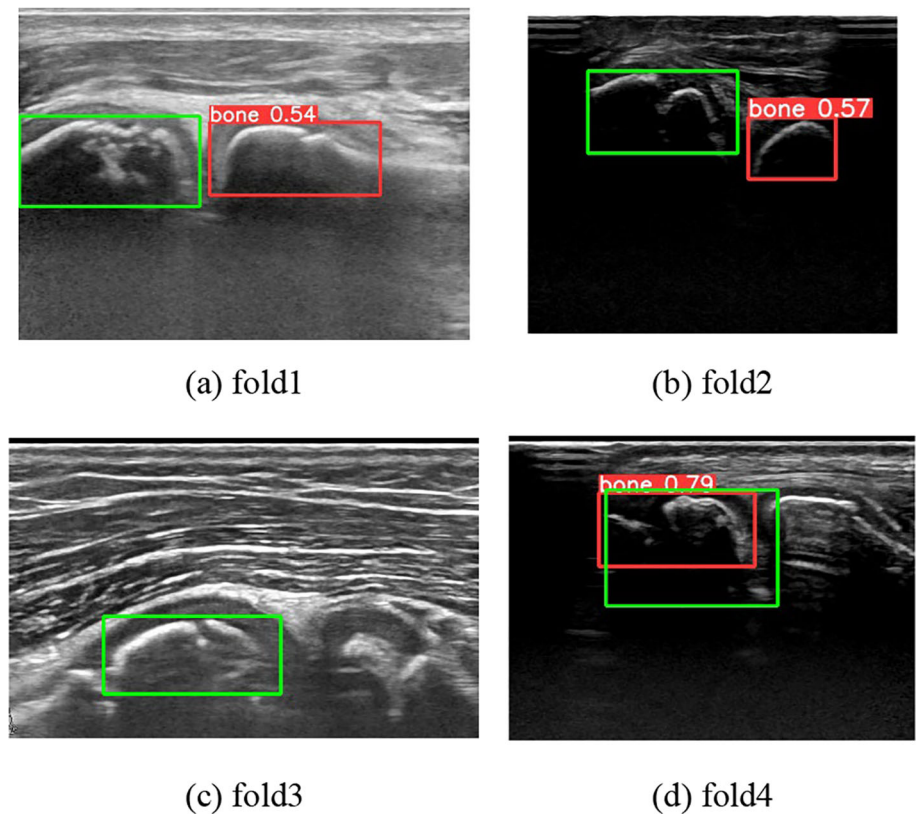 bone 0.54
bone 0.57
(a) fold1
(b) fold2
bone 0.79
(c) fold3
(d) fold4